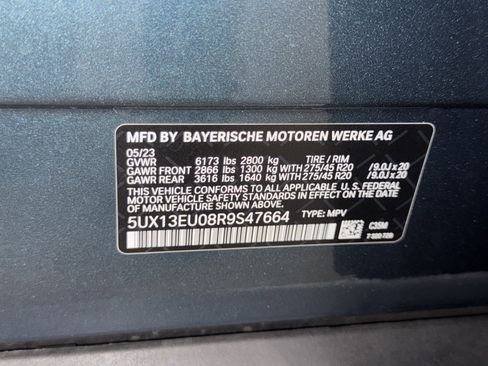 MFD BY BAYERISCHE MOTOREN WERKE AG
05/23
GVWR 6173 lbs 2800 kg TIRE / RIM
GAWR FRONT 2866 lbs 1300 kg WITH 275/45 R20 /9.0J x 20
GAWR REAR 3616 lbs 1640 kg WITH 275/45 R20 /9.0J x 20
THIS VEHICLE CONFORMS TO ALL APPLICABLE U.S. FEDERAL
MOTOR VEHICLE SAFETY STANDARDS IN EFFECT ON THE DATE OF
MANUFACTURE SHOWN ABOVE.
5UX13EU08R9S47664 TYPE: MPV
C35M